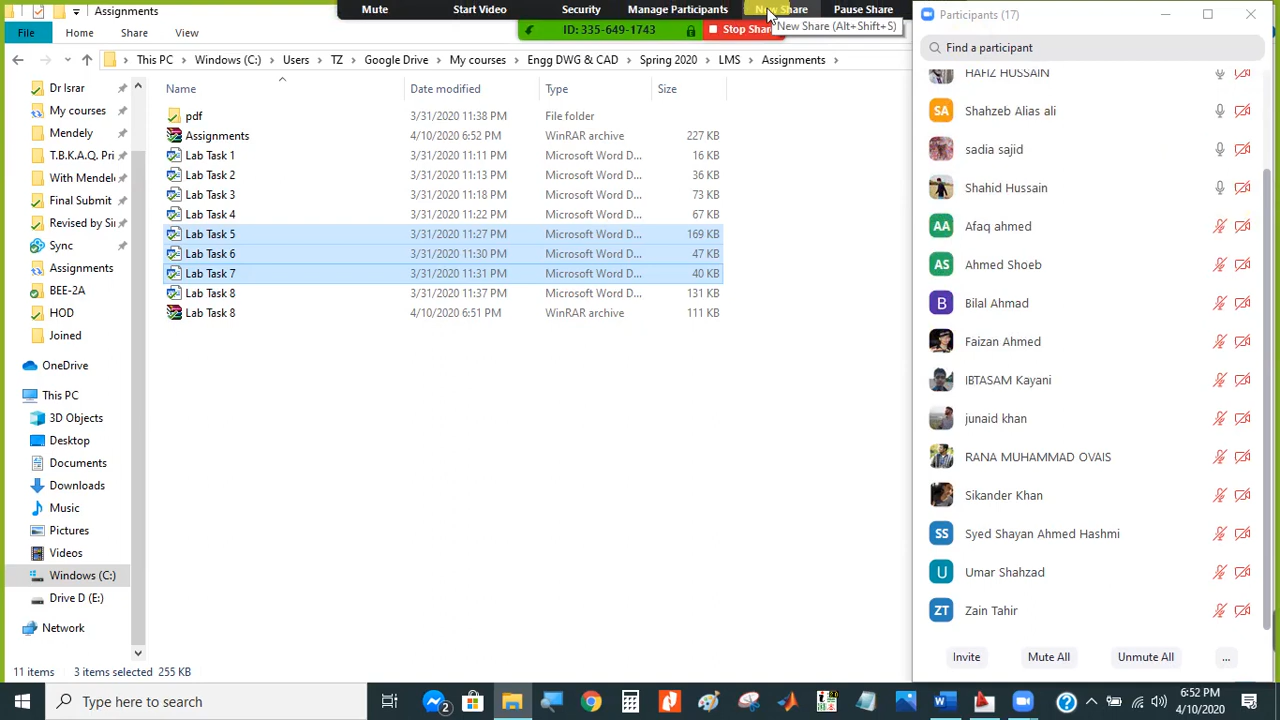 Assignments
Mute Start Video Security Manage Participants New Share Pause Share
New Share (Alt+Shift+S)
ID: 335-649-1743 Stop Shar
File Home Share View
This PC Windows (C:) Users TZ Google Drive My courses Engg DWG & CAD Spring 2020 LMS Assignments
Name Date modified Type Size
pdf 3/31/2020 11:38 PM File folder
Assignments 4/10/2020 6:52 PM WinRAR archive 227 KB
Lab Task 1 3/31/2020 11:11 PM Microsoft Word D... 16 KB
Lab Task 2 3/31/2020 11:13 PM Microsoft Word D... 36 KB
Lab Task 3 3/31/2020 11:18 PM Microsoft Word D... 73 KB
Lab Task 4 3/31/2020 11:22 PM Microsoft Word D... 67 KB
Lab Task 5 3/31/2020 11:27 PM Microsoft Word D... 169 KB
Lab Task 6 3/31/2020 11:30 PM Microsoft Word D... 47 KB
Lab Task 7 3/31/2020 11:31 PM Microsoft Word D... 40 KB
Lab Task 8 3/31/2020 11:37 PM Microsoft Word D... 131 KB
Lab Task 8 4/10/2020 6:51 PM WinRAR archive 111 KB
Dr Israr
My courses
Mendely
T.B.K.A.Q. Pri
With Mendel
Final Submit
Revised by Si
Sync
Assignments
BEE-2A
HOD
Joined
OneDrive
This PC
3D Objects
Desktop
Documents
Downloads
Music
Pictures
Videos
Windows (C:)
Drive D (E:)
Network
11 items 3 items selected 255 KB
Participants (17)
Find a participant
HAFIZ HUSSAIN
SA Shahzeb Alias ali
sadia sajid
Shahid Hussain
AA Afaq ahmed
AS Ahmed Shoeb
B Bilal Ahmad
Faizan Ahmed
IBTASAM Kayani
junaid khan
RANA MUHAMMAD OVAIS
Sikander Khan
SS Syed Shayan Ahmed Hashmi
U Umar Shahzad
ZT Zain Tahir
Invite Mute All Unmute All ...
Type here to search
2
6:52 PM
4/10/2020